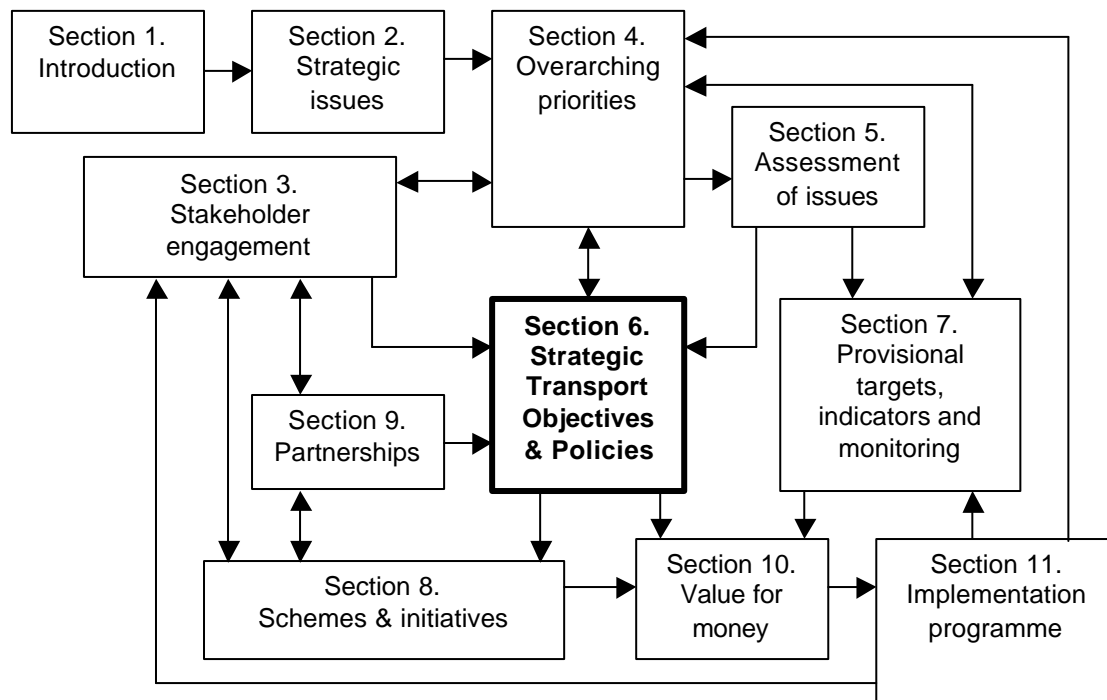 Section 1.
Introduction
Section 2.
Strategic
issues
Section 4.
Overarching
priorities
Section 5.
Assessment
of issues
Section 3.
Stakeholder
engagement
Section 6.
Strategic
Transport
Objectives
& Policies
Section 7.
Provisional
targets,
indicators and
monitoring
Section 9.
Partnerships
Section 8.
Schemes & initiatives
Section 10.
Value for
money
Section 11.
Implementation
programme